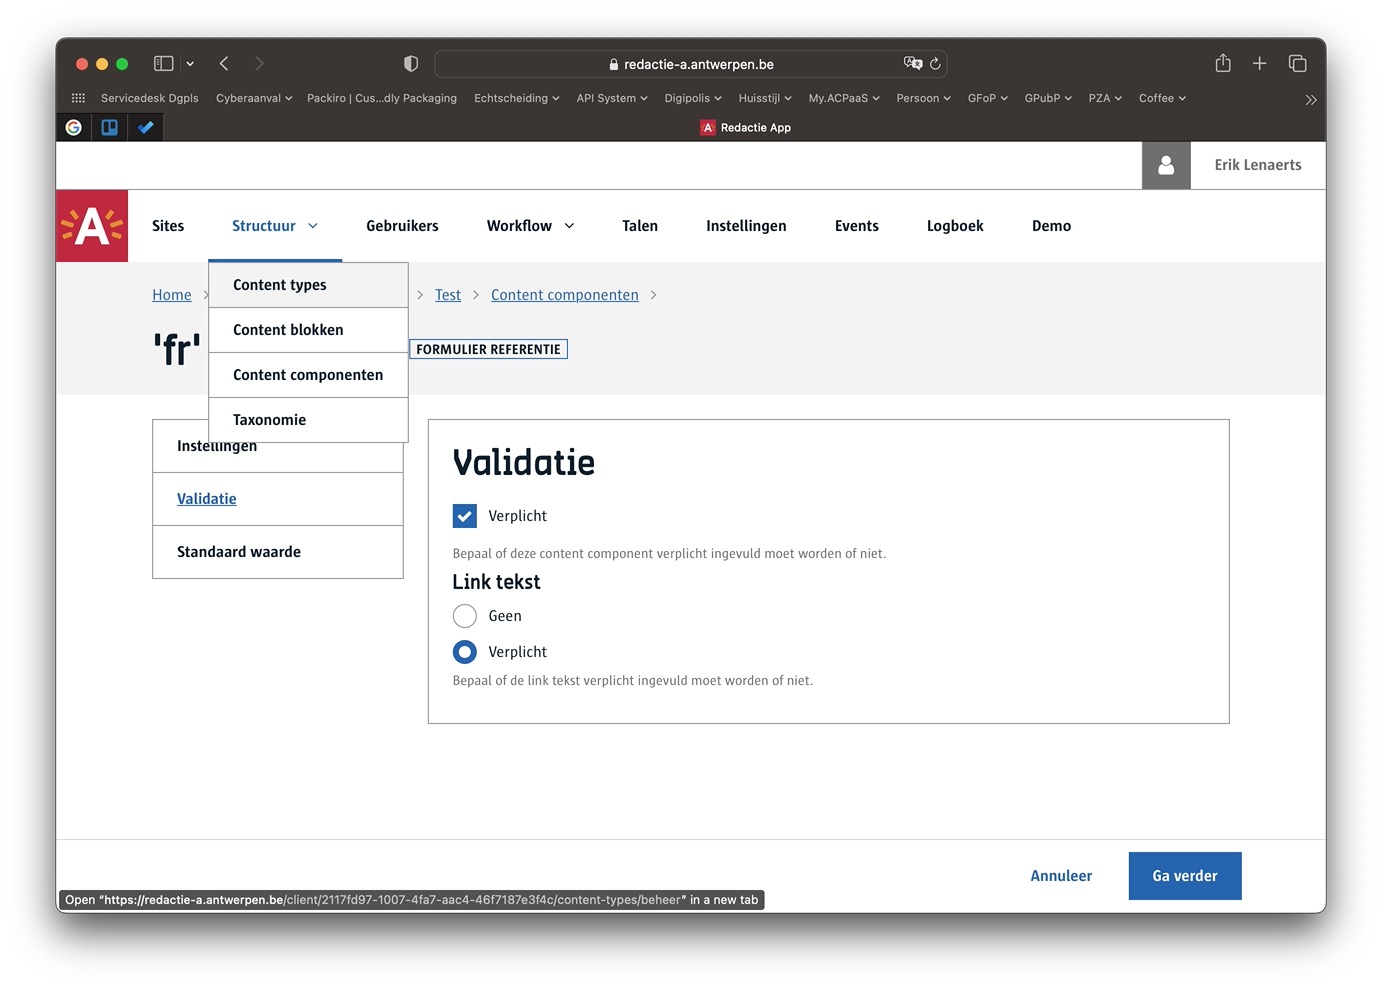 redactie-a.antwerpen.be
Servicedesk Dgpls Cyberaanval Packiro | Cus...dly Packaging Echtscheiding API System Digipolis Huisstijl My.ACPaaS Persoon GFoP GPubP PZA Coffee
Redactie App
Erik Lenaerts
A Sites Structuur Gebruikers Workflow Talen Instellingen Events Logboek Demo
Content types
Content blokken
Content componenten
Taxonomie
Home > > Test > Content componenten >
'fr' FORMULIER REFERENTIE
Instellingen
Validatie
Standaard waarde
Validatie
Verplicht
Bepaal of deze content component verplicht ingevuld moet worden of niet.
Link tekst
Geen
Verplicht
Bepaal of de link tekst verplicht ingevuld moet worden of niet.
Annuleer Ga verder
Open “https://redactie-a.antwerpen.be/client/2117fd97-1007-4fa7-aac4-46f7187e3f4c/content-types/beheer” in a new tab